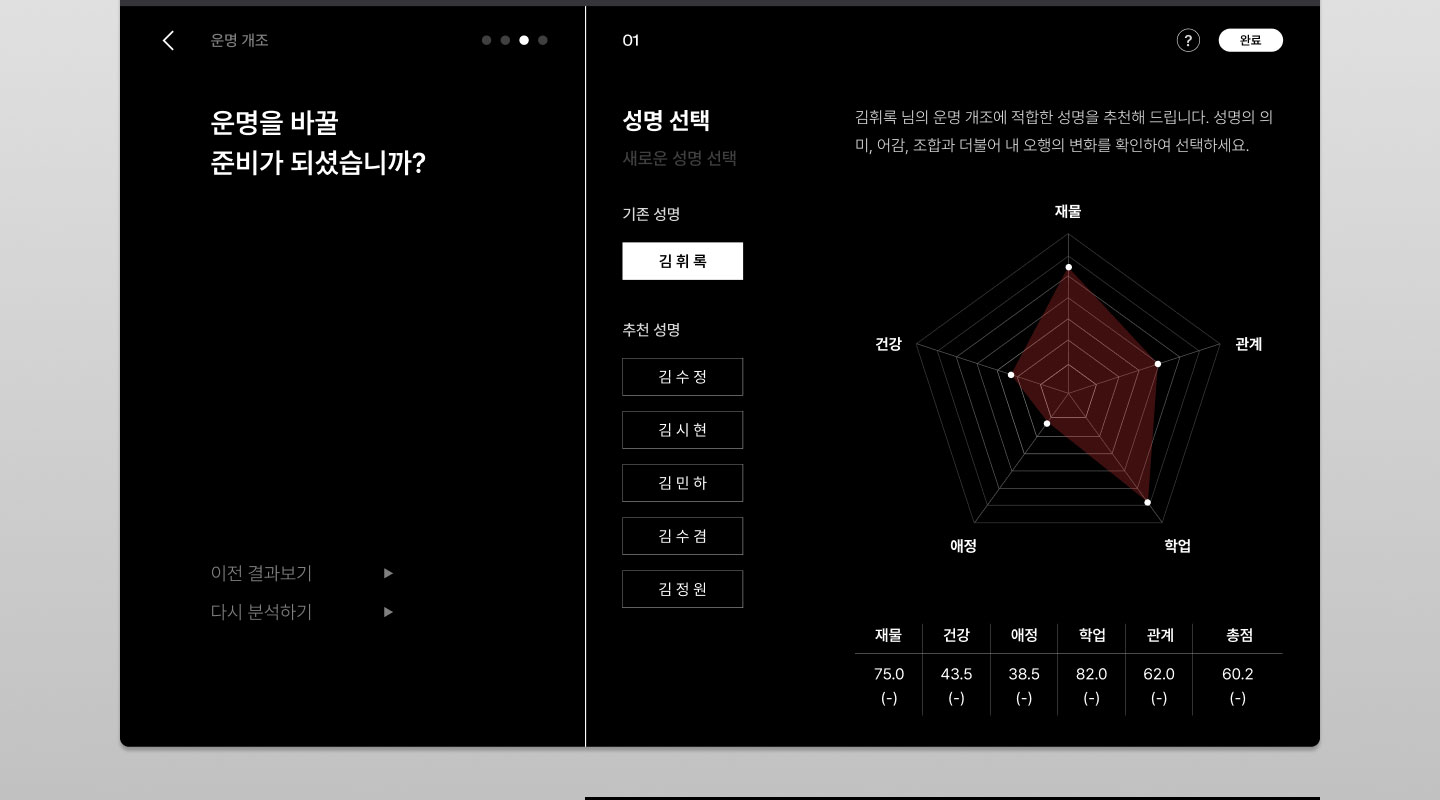 운명 개조
운명을 바꿀
준비가 되셨습니까?
이전 결과보기
다시 분석하기
01
?
완료
성명 선택
새로운 성명 선택
기존 성명
김 휘 록
추천 성명
김 수 정
김 시 현
김 민 하
김 수 겸
김 정 원
김휘록 님의 운명 개조에 적합한 성명을 추천해 드립니다. 성명의 의
미, 어감, 조합과 더불어 내 오행의 변화를 확인하여 선택하세요.
재물
건강
관계
애정
학업
재물 건강 애정 학업 관계 총점
75.0 43.5 38.5 82.0 62.0 60.2
(-) (-) (-) (-) (-) (-)